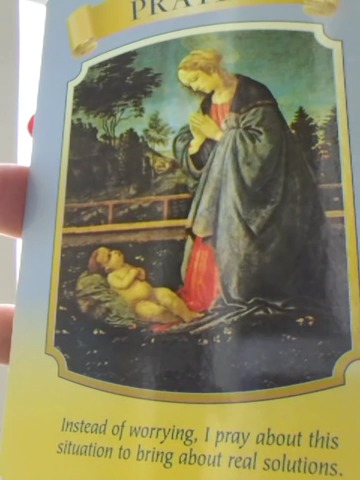 Instead of worrying, I pray about this
situation to bring about real solutions.